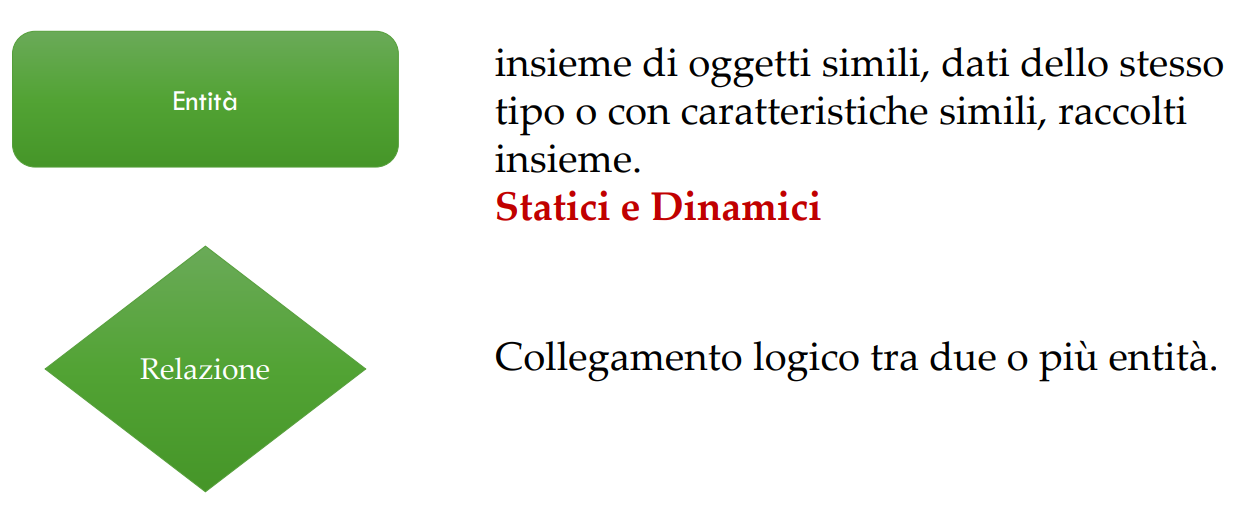 Entità
insieme di oggetti simili, dati dello stesso
tipo o con caratteristiche simili, raccolti
insieme.
Statici e Dinamici
Relazione
Collegamento logico tra due o più entità.